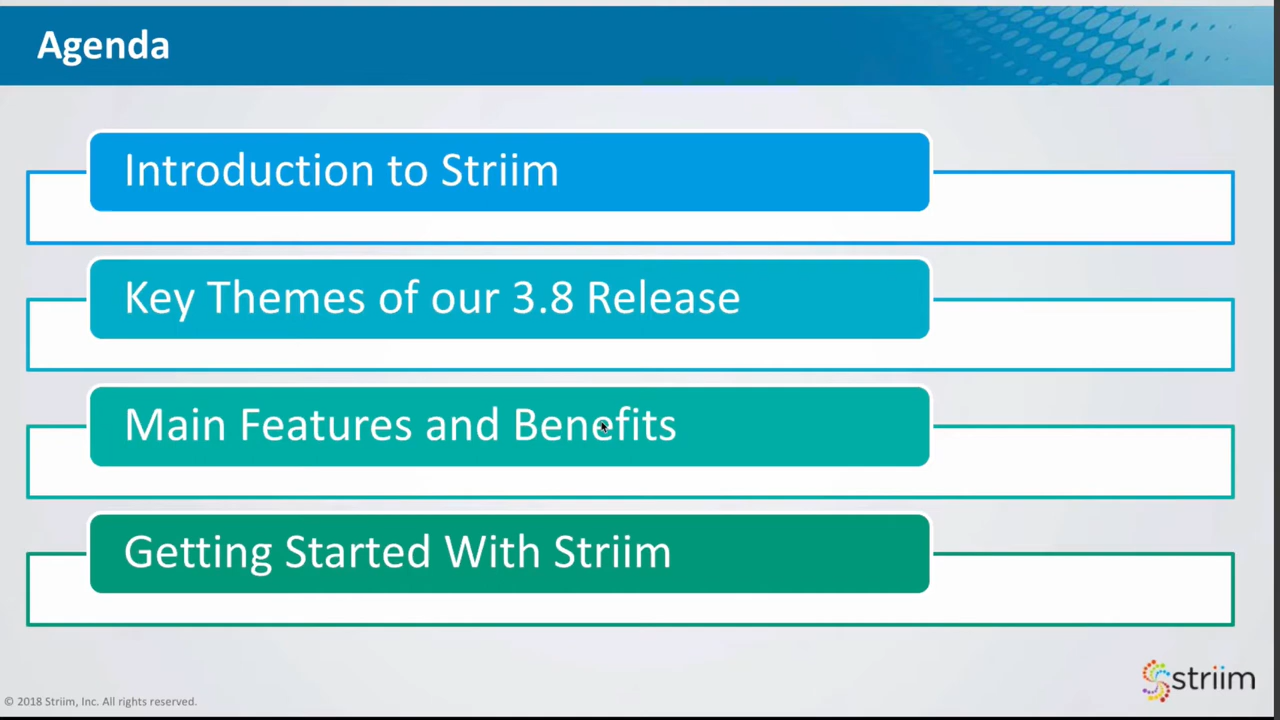 Agenda
Introduction to Striim
Key Themes of our 3.8 Release
Main Features and Benefits
Getting Started With Striim
striim
© 2018 Striim, Inc. All rights reserved.